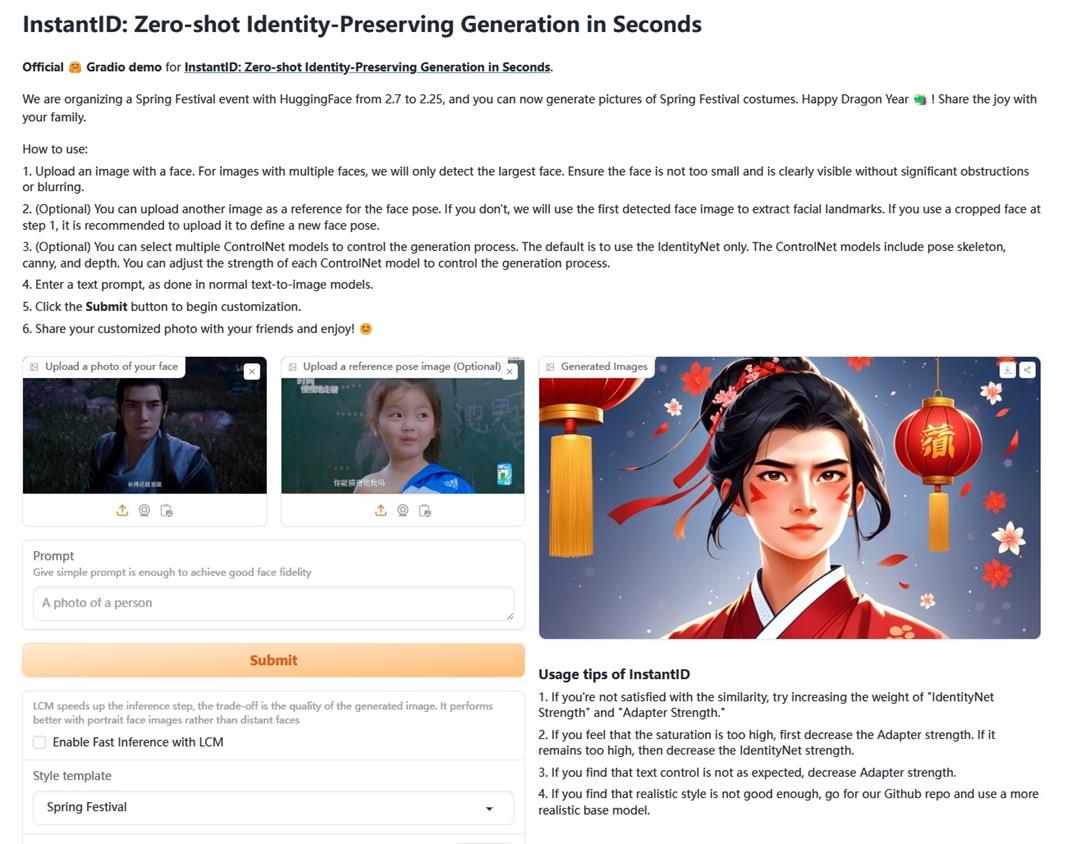 InstantID: Zero-shot Identity-Preserving Generation in Seconds
Official 🤗 Gradio demo for InstantID: Zero-shot Identity-Preserving Generation in Seconds.
We are organizing a Spring Festival event with HuggingFace from 2.7 to 2.25, and you can now generate pictures of Spring Festival costumes. Happy Dragon Year 🐲 ! Share the joy with
your family.
How to use:
1. Upload an image with a face. For images with multiple faces, we will only detect the largest face. Ensure the face is not too small and is clearly visible without significant obstructions
or blurring.
2. (Optional) You can upload another image as a reference for the face pose. If you don't, we will use the first detected face image to extract facial landmarks. If you use a cropped face at
step 1, it is recommended to upload it to define a new face pose.
3. (Optional) You can select multiple ControlNet models to control the generation process. The default is to use the IdentityNet only. The ControlNet models include pose skeleton,
canny, and depth. You can adjust the strength of each ControlNet model to control the generation process.
4. Enter a text prompt, as done in normal text-to-image models.
5. Click the Submit button to begin customization.
6. Share your customized photo with your friends and enjoy! 😊
Upload a photo of your face
Upload a reference pose image (Optional)
时间
Generated Images
Prompt
Give simple prompt is enough to achieve good face fidelity
A photo of a person
Submit
LCM speeds up the inference step, the trade-off is the quality of the generated image. It performs
better with portrait face images rather than distant faces
Enable Fast Inference with LCM
Style template
Spring Festival
Usage tips of InstantID
1. If you're not satisfied with the similarity, try increasing the weight of "IdentityNet
Strength" and "Adapter Strength."
2. If you feel that the saturation is too high, first decrease the Adapter strength. If it
remains too high, then decrease the IdentityNet strength.
3. If you find that text control is not as expected, decrease Adapter strength.
4. If you find that realistic style is not good enough, go for our Github repo and use a more
realistic base model.